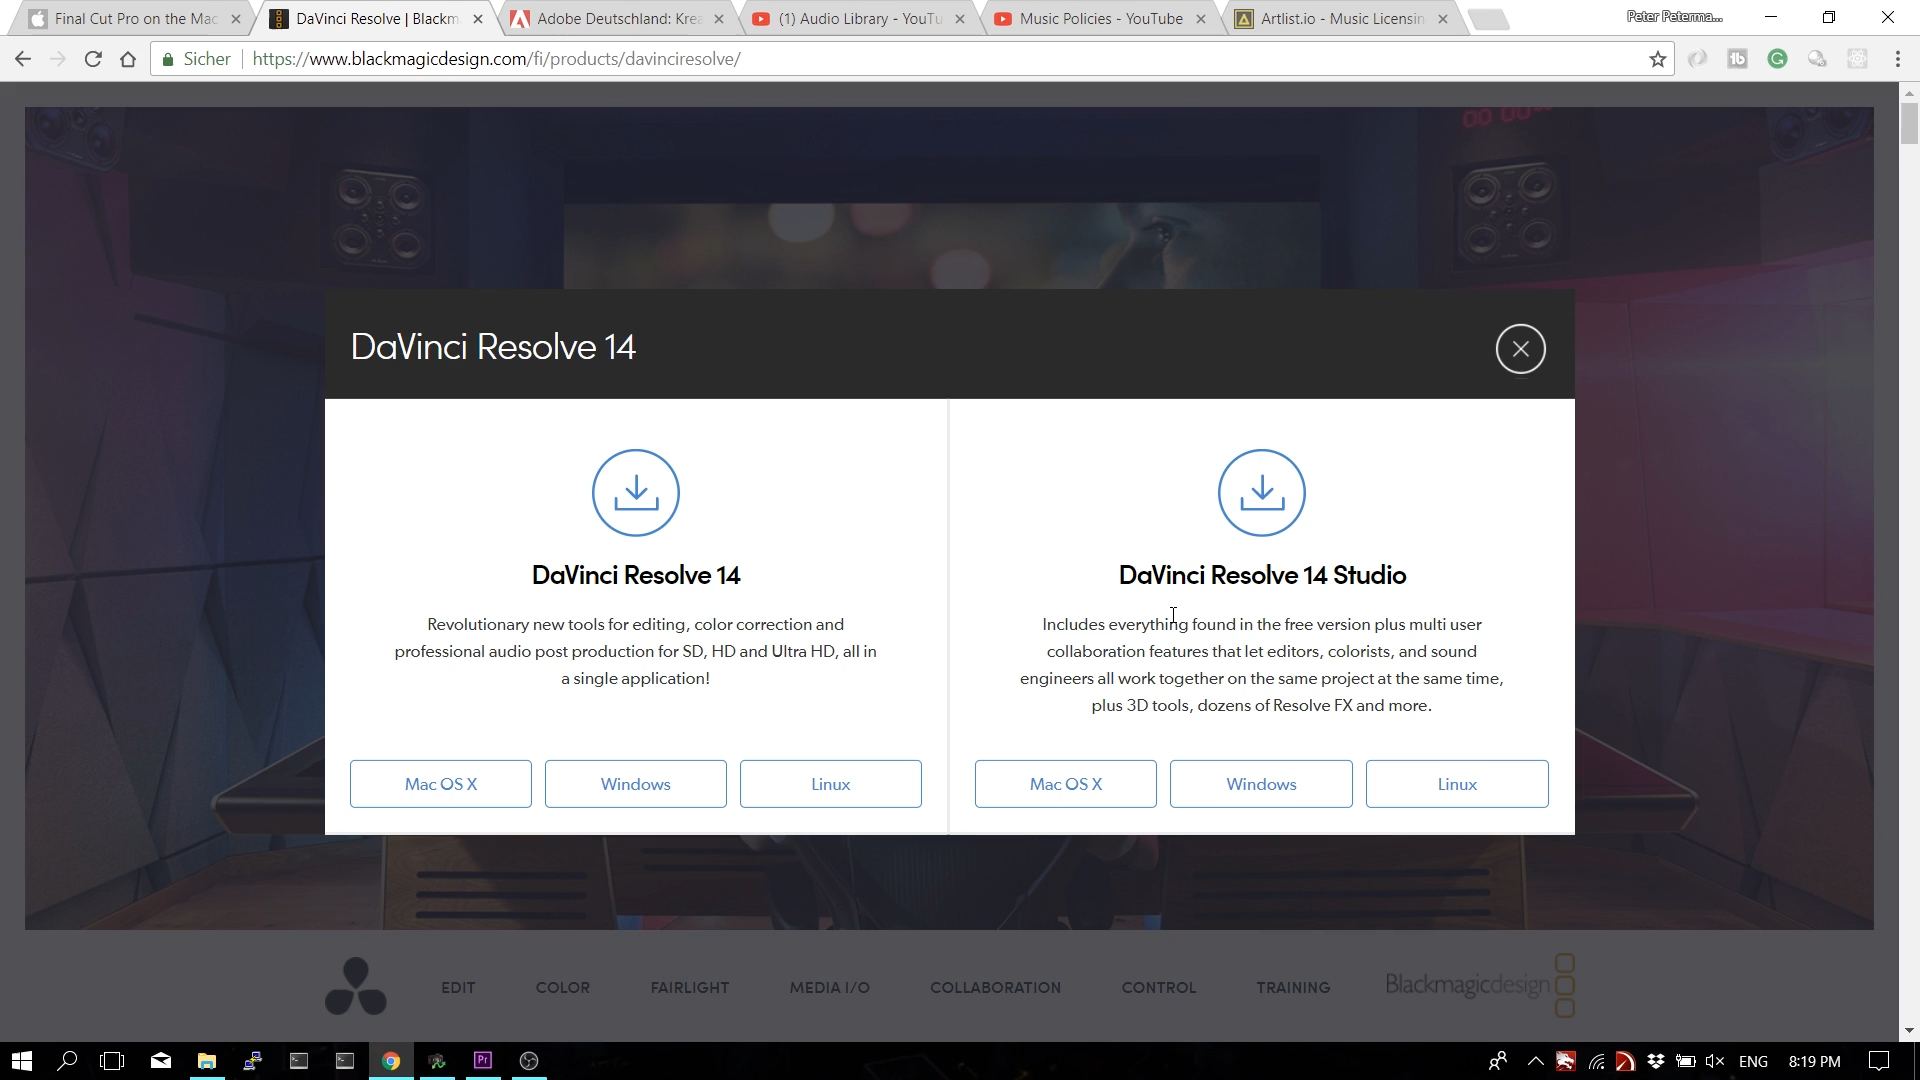 Final Cut Pro on the Mac
DaVinci Resolve | Blackm
Adobe Deutschland: Krea
(1) Audio Library - YouTu
Music Policies - YouTube
Artlist.io - Music Licensin
Peter Peterma...
Sicher
https://www.blackmagicdesign.com/fi/products/davinciresolve/
DaVinci Resolve 14
DaVinci Resolve 14
Revolutionary new tools for editing, color correction and
professional audio post production for SD, HD and Ultra HD, all in
a single application!
Mac OS X
Windows
Linux
DaVinci Resolve 14 Studio
Includes everything found in the free version plus multi user
collaboration features that let editors, colorists, and sound
engineers all work together on the same project at the same time,
plus 3D tools, dozens of Resolve FX and more.
Mac OS X
Windows
Linux
EDIT
COLOR
FAIRLIGHT
MEDIA I/O
COLLABORATION
CONTROL
TRAINING
Blackmagicdesign
Pr
ENG
8:19 PM